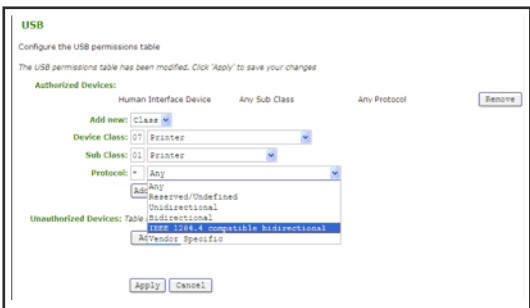 USB
Configure the USB permissions table
The USB permissions table has been modified. Click 'Apply' to save your changes
Authorized Devices:
Human Interface Device Any Sub Class Any Protocol Remove
Add new: Class
Device Class: 07 Printer
Sub Class: 01 Printer
Protocol: * Any
Any
Reserved/Undefined
Unidirectional
Unauthorized Devices: Table
Bidirectional
IEEE 1284.4 compatible bidirectional
Vendor Specific
Apply Cancel